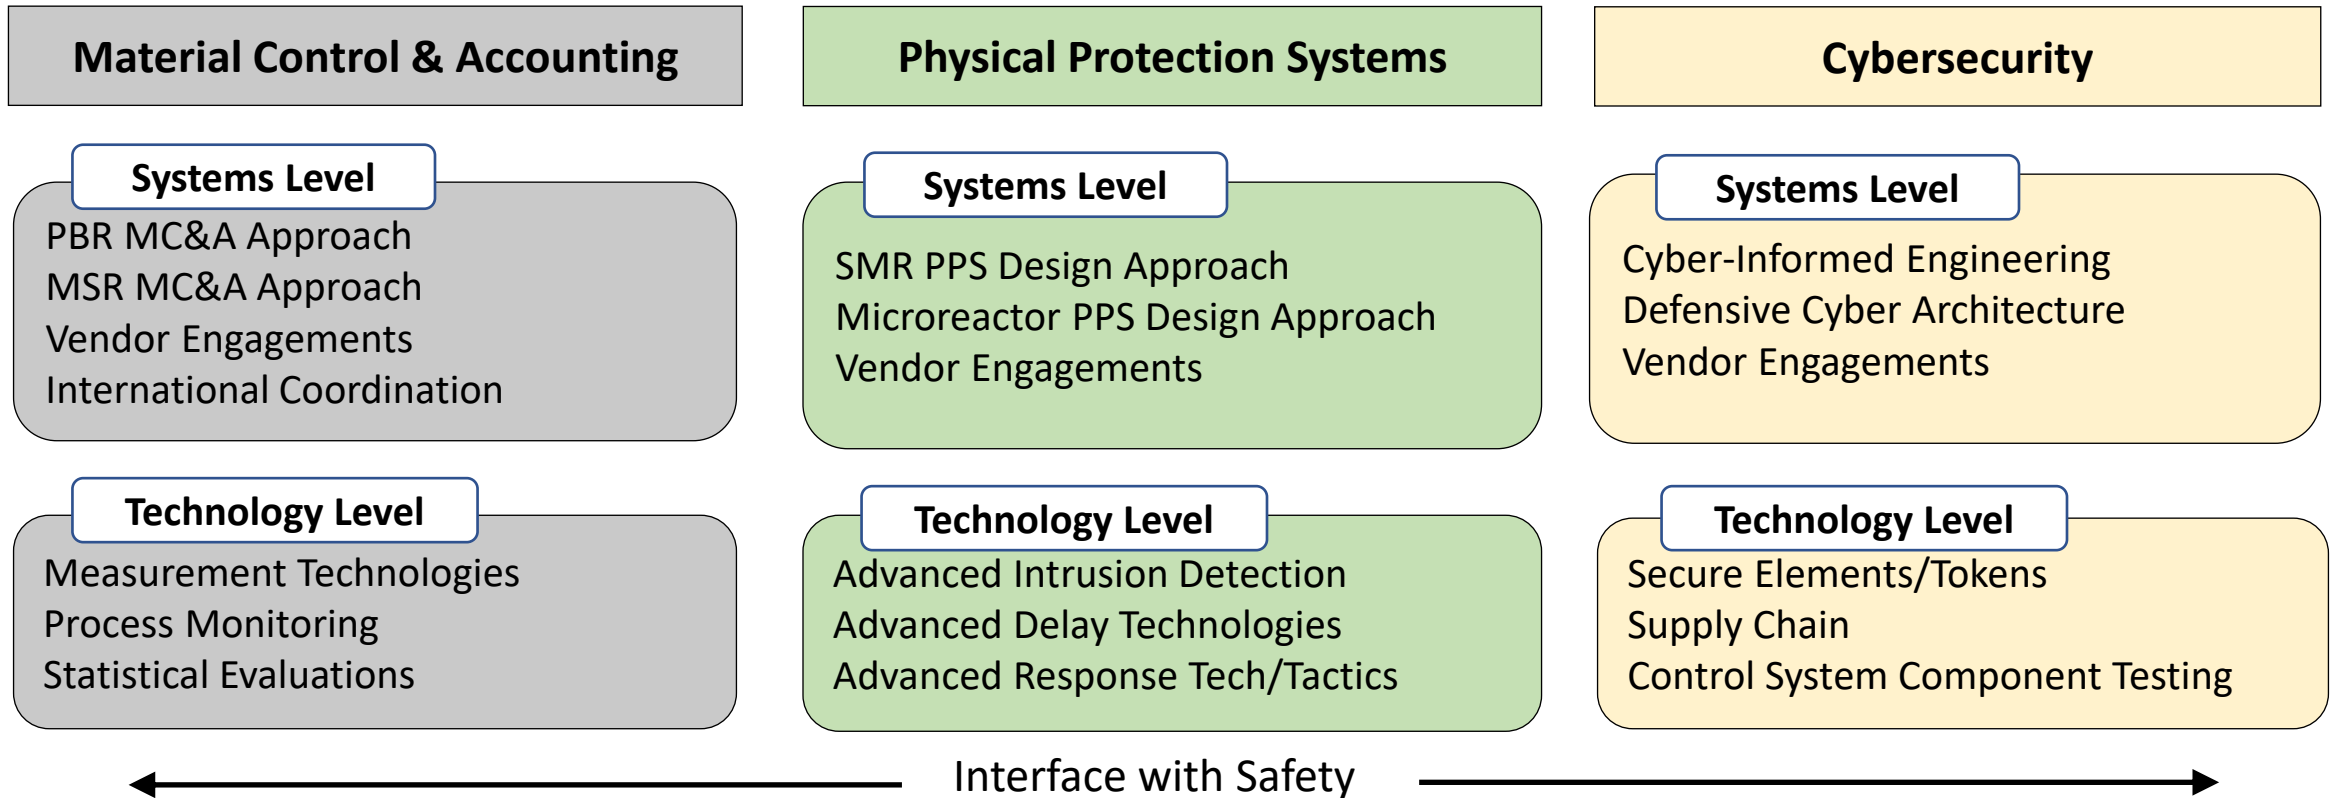 Material Control & Accounting
Systems Level
PBR MC&A Approach
MSR MC&A Approach
Vendor Engagements
International Coordination
Technology Level
Measurement Technologies
Process Monitoring
Statistical Evaluations
Physical Protection Systems
Systems Level
SMR PPS Design Approach
Microreactor PPS Design Approach
Vendor Engagements
Technology Level
Advanced Intrusion Detection
Advanced Delay Technologies
Advanced Response Tech/Tactics
Cybersecurity
Systems Level
Cyber-Informed Engineering
Defensive Cyber Architecture
Vendor Engagements
Technology Level
Secure Elements/Tokens
Supply Chain
Control System Component Testing
Interface with Safety